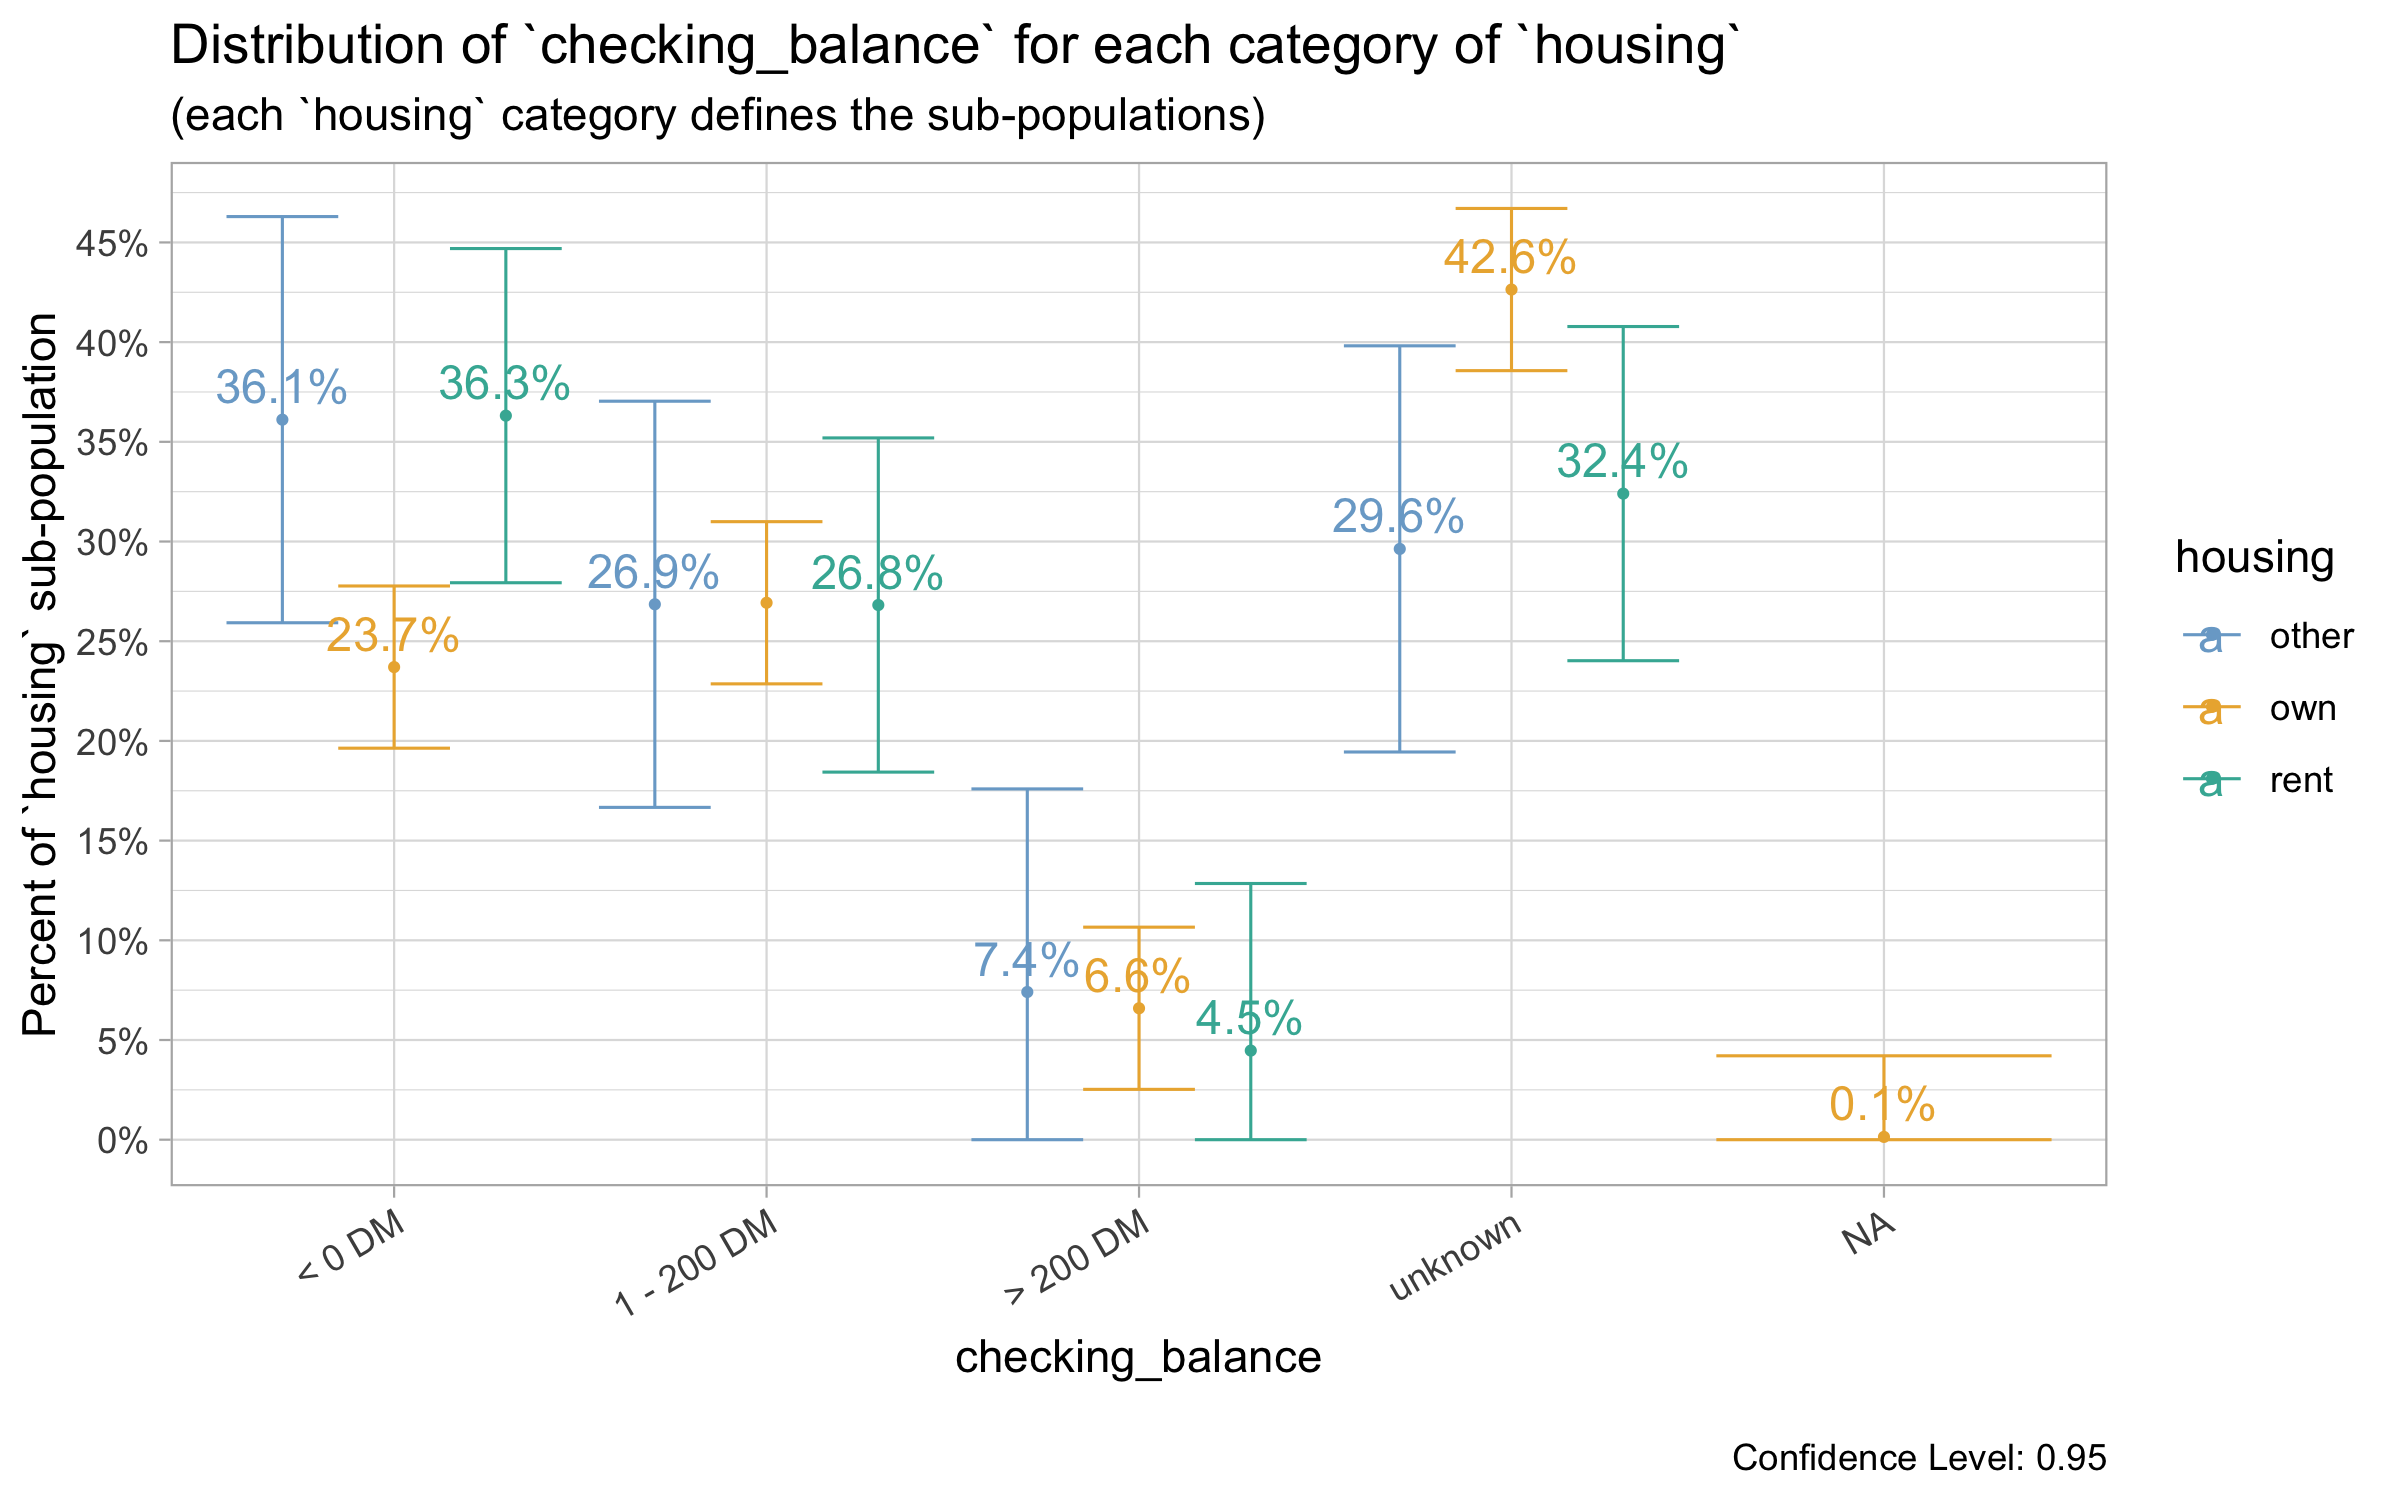 Distribution of `checking_balance` for each category of `housing`
(each `housing` category defines the sub-populations)
Percent of `housing` sub-population
45%
40%
35%
30%
25%
20%
15%
10%
5%
0%
36.1%
23.7%
36.3%
26.9%
26.8%
7.4%
6.6%
4.5%
29.6%
42.6%
32.4%
0.1%
< 0 DM
1 - 200 DM
> 200 DM
unknown
NA
checking_balance
housing
a other
a own
a rent
Confidence Level: 0.95